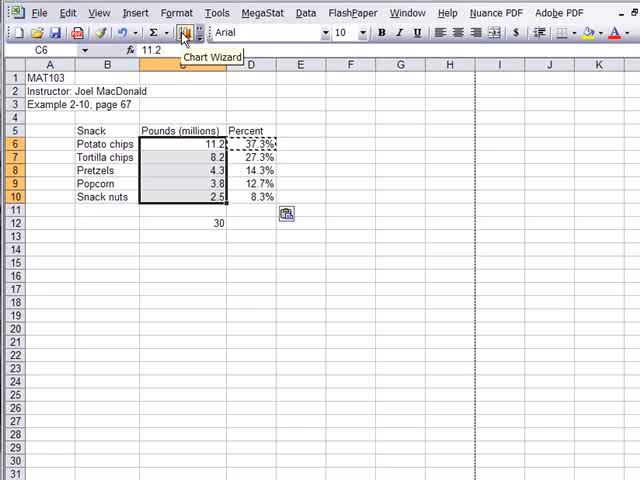 File Edit View Insert Format Tools MegaStat Data FlashPaper Window Help Nuance PDF Adobe PDF
Σ Arial 10 B I U $
C6 fx 11.2
Chart Wizard
A B C D E F G H I J K
1 MAT103
2 Instructor: Joel MacDonald
3 Example 2-10, page 67
4
5 Snack Pounds (millions) Percent
6 Potato chips 11.2 37.3%
7 Tortilla chips 8.2 27.3%
8 Pretzels 4.3 14.3%
9 Popcorn 3.8 12.7%
10 Snack nuts 2.5 8.3%
11
12 30
13
14
15
16
17
18
19
20
21
22
23
24
25
26
27
28
29
30
31